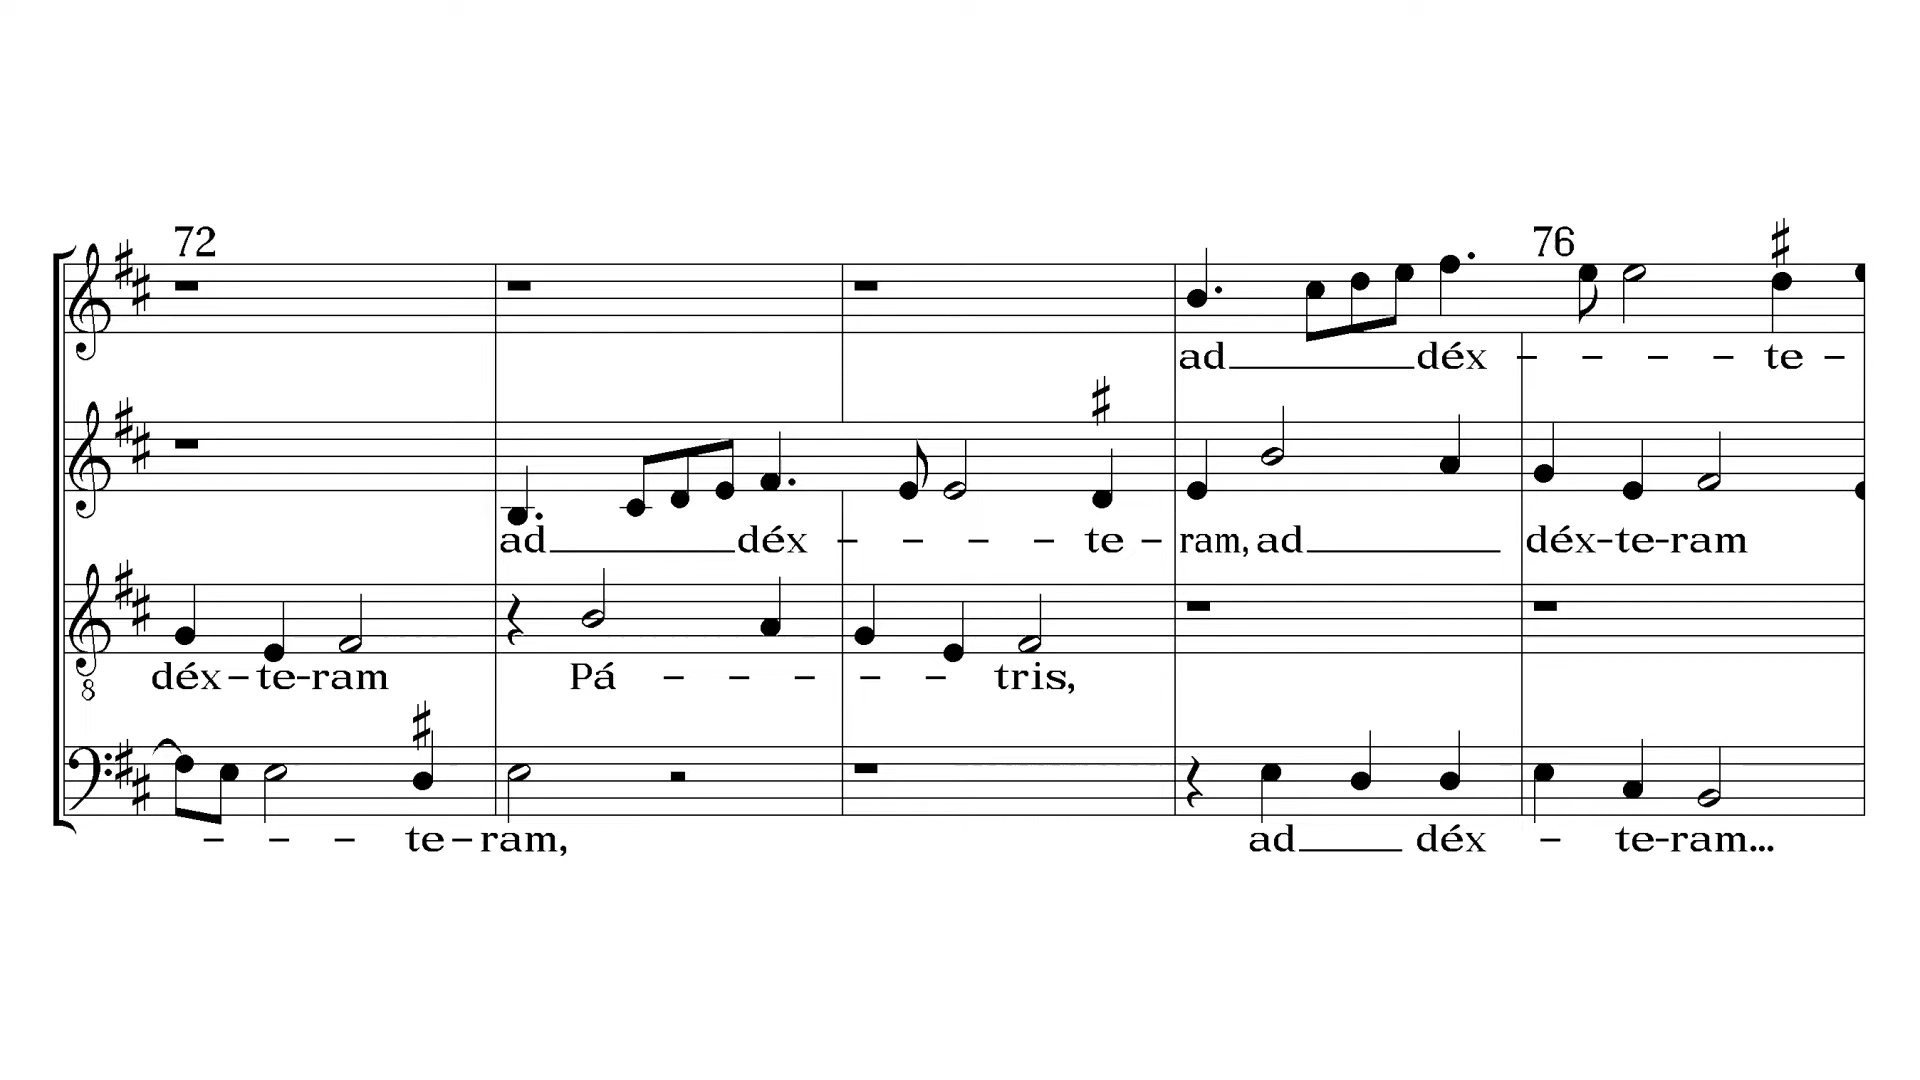 72 76
ad déx - - - - te -
ad déx - - - - te - ram, ad déx-te-ram
déx-te-ram Pá - - - - - tris,
8
- - - te-ram, ad déx - te-ram...